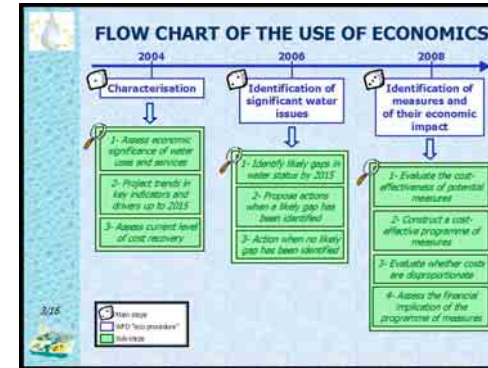 FLOW CHART OF THE USE OF ECONOMICS
2004
2006
2008
Characterisation
Identification of
significant water
issues
Identification of
measures and
of their economic
impact
1- Assess economic
significance of water
uses and services
2- Project trends in
key indicators and
drivers up to 2015
3- Assess current level
of cost recovery
1- Identify likely gaps in
water status by 2015
2- Propose actions
when a likely gap has
been identified
3- Action when no likely
gap has been identified
1- Evaluate the cost-
effectiveness of potential
measures
2- Construct a cost-
effective programme of
measures
3- Evaluate whether costs
are disproportionate
4- Assess the financial
implication of the
programme of measures
3/16
Main steps
WFD "eco procedure"
Sub-steps